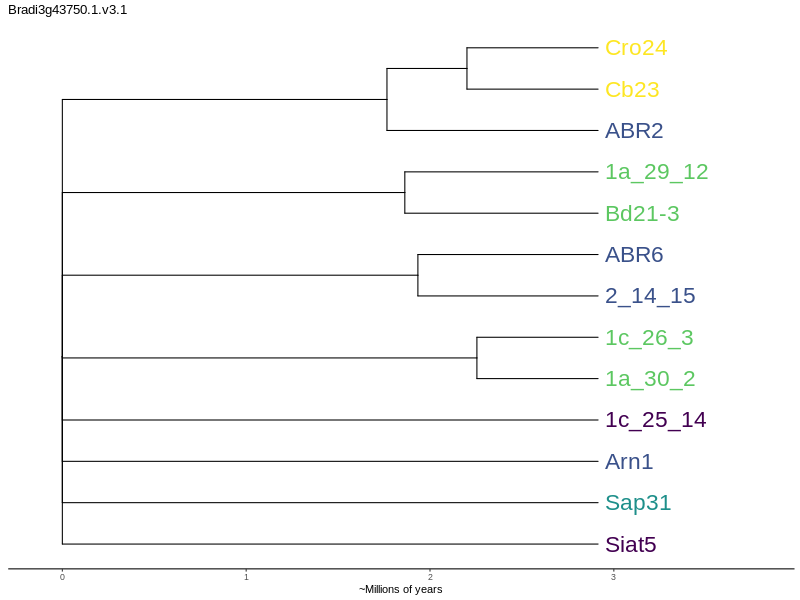 Bradi3g43750.1.v3.1
Cro24
Cb23
ABR2
1a_29_12
Bd21-3
ABR6
2_14_15
1c_26_3
1a_30_2
1c_25_14
Arn1
Sap31
Siat5
0 1 2 3
~Millions of years